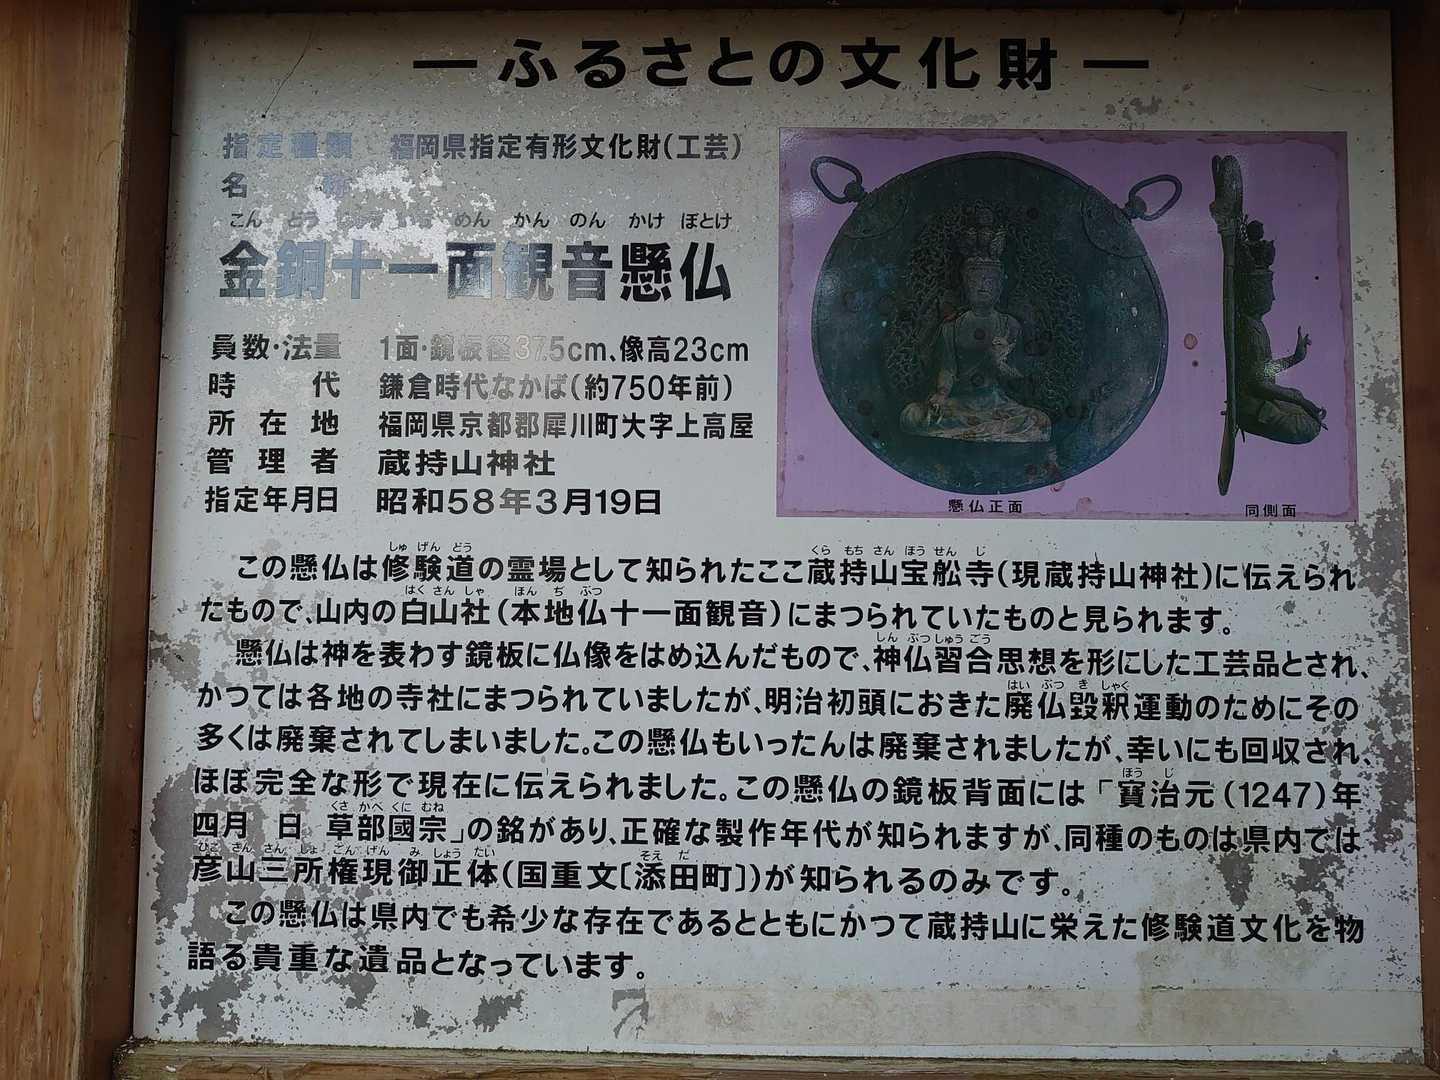 ―ふるさとの文化財―
指定種類 福岡県指定有形文化財(工芸)
名 称
こん どう めん かん のん かけ ぼとけ
金銅十一面観音懸仏
員数・法量 1面・鏡板径37.5cm、像高23cm
時代 鎌倉時代なかば(約750年前)
所在地 福岡県京都郡犀川町大字上高屋
管理者 蔵持山神社
指定年月日 昭和58年3月19日
懸仏正面
同側面
しゅ げん どう くら もち さん ほう せん じ
この懸仏は修験道の霊場として知られたここ蔵持山宝舩寺(現蔵持山神社)に伝えられ
はく さん しゃ ほん ぢ ぶつ
たもので、山内の白山社(本地仏十一面観音)にまつられていたものと見られます。
しん ぶつ しゅう ごう
懸仏は神を表わす鏡板に仏像をはめ込んだもので、神仏習合思想を形にした工芸品とされ、
はい ぶつ き しゃく
かつては各地の寺社にまつられていましたが、明治初頭におきた廃仏毀釈運動のためにその
多くは廃棄されてしまいました。この懸仏もいったんは廃棄されましたが、幸いにも回収され、
ほう じ
ほぼ完全な形で現在に伝えられました。この懸仏の鏡板背面には「寶治元(1247)年
くさ かべ くに むね
四月 日 草部國宗」の銘があり、正確な製作年代が知られますが、同種のものは県内では
ひこ さん さん しょ ごん げん み しょう たい そえ だ
彦山三所権現御正体(国重文[添田町])が知られるのみです。
この懸仏は県内でも希少な存在であるとともにかつて蔵持山に栄えた修験道文化を物
語る貴重な遺品となっています。